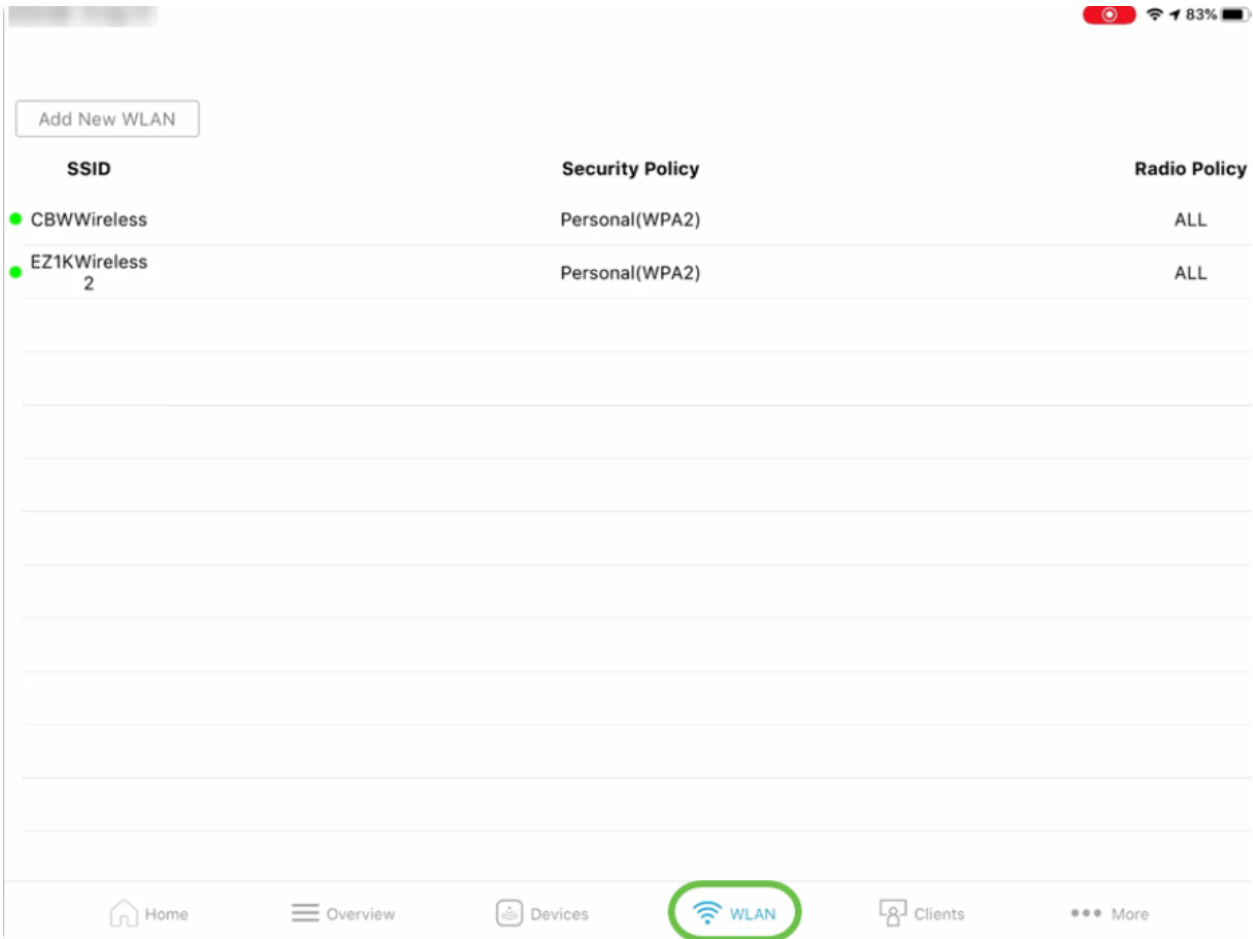 83%
Add New WLAN
SSID Security Policy Radio Policy
CBWWireless Personal(WPA2) ALL
EZ1KWireless
2 Personal(WPA2) ALL
Home Overview Devices WLAN Clients More